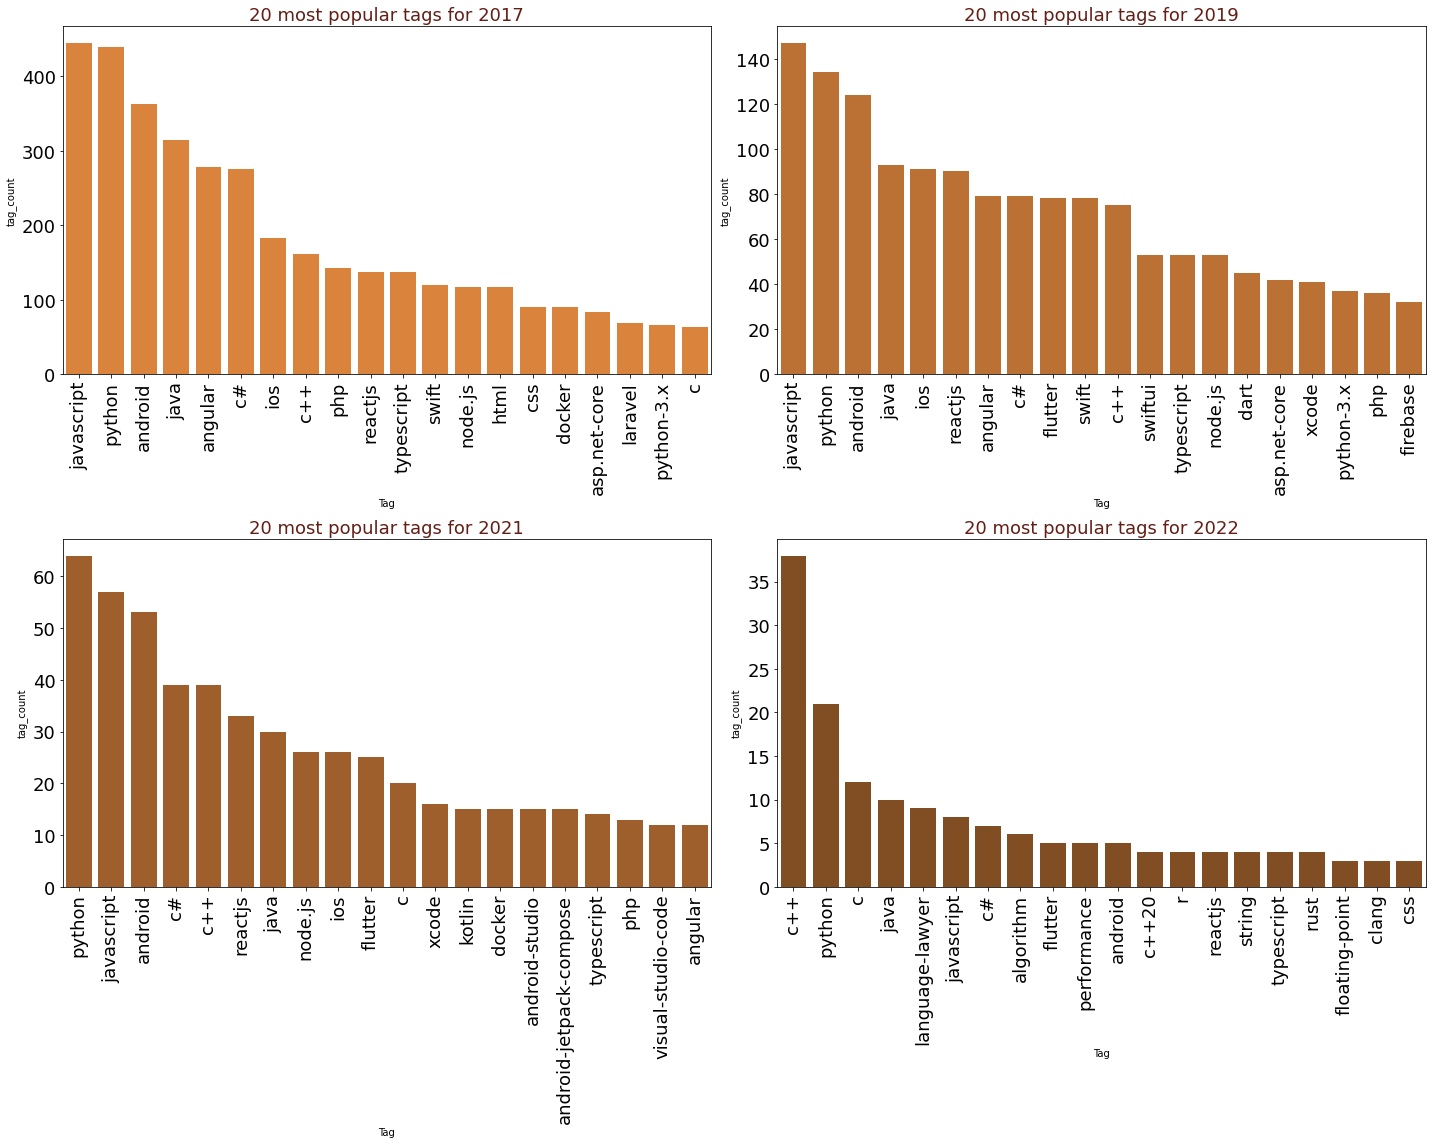 20 most popular tags for 2017
tag_count
400
300
200
100
0
javascript
python
android
java
angular
c#
ios
c++
php
reactjs
typescript
swift
node.js
html
css
docker
asp.net-core
laravel
python-3.x
c
Tag
20 most popular tags for 2019
tag_count
140
120
100
80
60
40
20
0
javascript
python
android
java
ios
reactjs
angular
c#
flutter
swift
c++
swiftui
typescript
node.js
dart
asp.net-core
xcode
python-3.x
php
firebase
Tag
20 most popular tags for 2021
tag_count
60
50
40
30
20
10
0
python
javascript
android
c#
c++
reactjs
java
node.js
ios
flutter
c
xcode
kotlin
docker
android-studio
android-jetpack-compose
typescript
php
visual-studio-code
angular
Tag
20 most popular tags for 2022
tag_count
35
30
25
20
15
10
5
0
c++
python
c
java
language-lawyer
javascript
c#
algorithm
flutter
performance
android
c++20
r
reactjs
string
typescript
rust
floating-point
clang
css
Tag